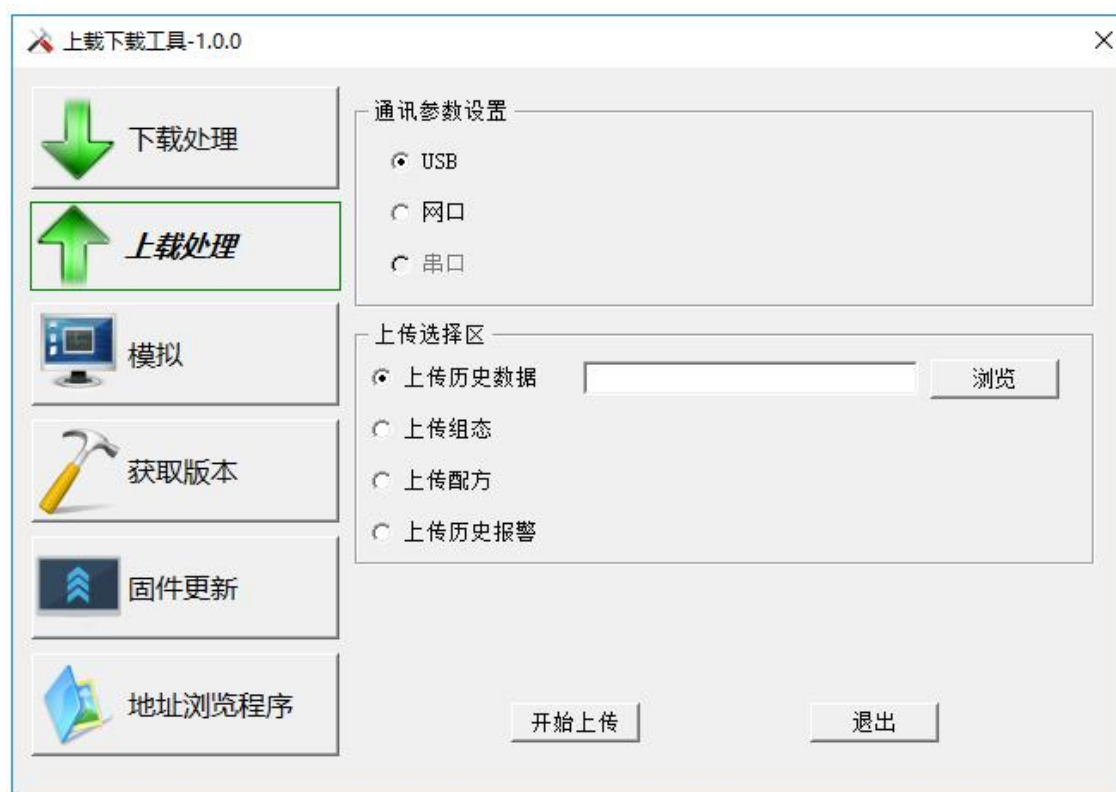 上载下载工具-1.0.0
下载处理
上载处理
模拟
获取版本
固件更新
地址浏览程序
通讯参数设置
USB
网口
串口
上传选择区
上传历史数据
浏览
上传组态
上传配方
上传历史报警
开始上传
退出